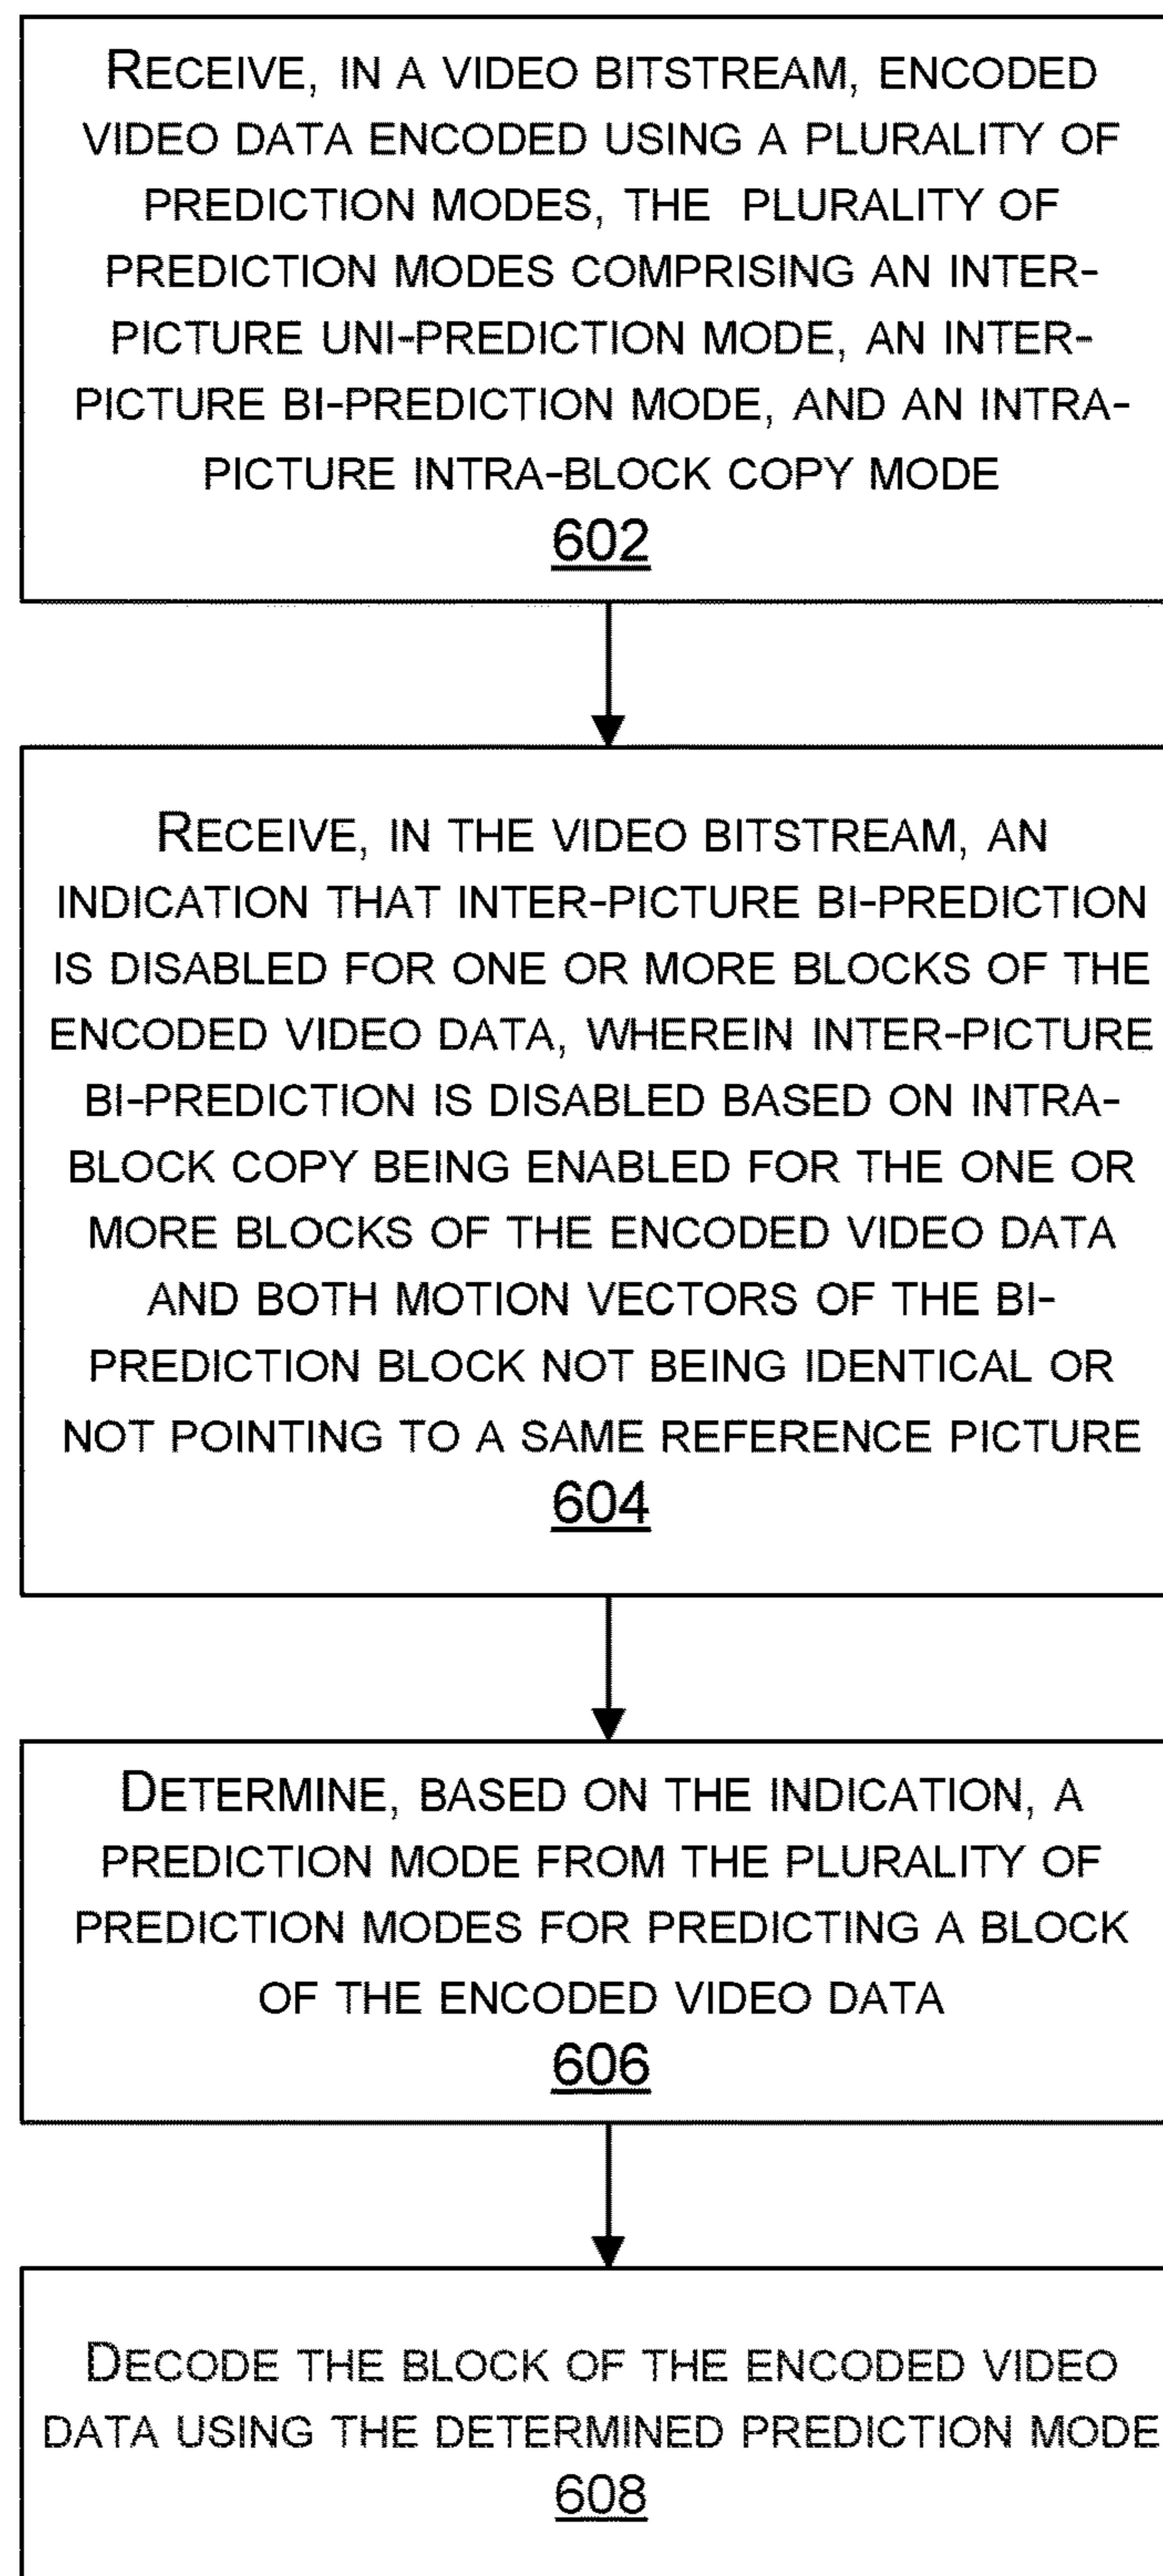 RECEIVE, IN A VIDEO BITSTREAM, ENCODED
VIDEO DATA ENCODED USING A PLURALITY OF
PREDICTION MODES, THE PLURALITY OF
PREDICTION MODES COMPRISING AN INTER-
PICTURE UNI-PREDICTION MODE, AN INTER-
PICTURE BI-PREDICTION MODE, AND AN INTRA-
PICTURE INTRA-BLOCK COPY MODE
602
RECEIVE, IN THE VIDEO BITSTREAM, AN
INDICATION THAT INTER-PICTURE BI-PREDICTION
IS DISABLED FOR ONE OR MORE BLOCKS OF THE
ENCODED VIDEO DATA, WHEREIN INTER-PICTURE
BI-PREDICTION IS DISABLED BASED ON INTRA-
BLOCK COPY BEING ENABLED FOR THE ONE OR
MORE BLOCKS OF THE ENCODED VIDEO DATA
AND BOTH MOTION VECTORS OF THE BI-
PREDICTION BLOCK NOT BEING IDENTICAL OR
NOT POINTING TO A SAME REFERENCE PICTURE
604
DETERMINE, BASED ON THE INDICATION, A
PREDICTION MODE FROM THE PLURALITY OF
PREDICTION MODES FOR PREDICTING A BLOCK
OF THE ENCODED VIDEO DATA
606
DECODE THE BLOCK OF THE ENCODED VIDEO
DATA USING THE DETERMINED PREDICTION MODE
608